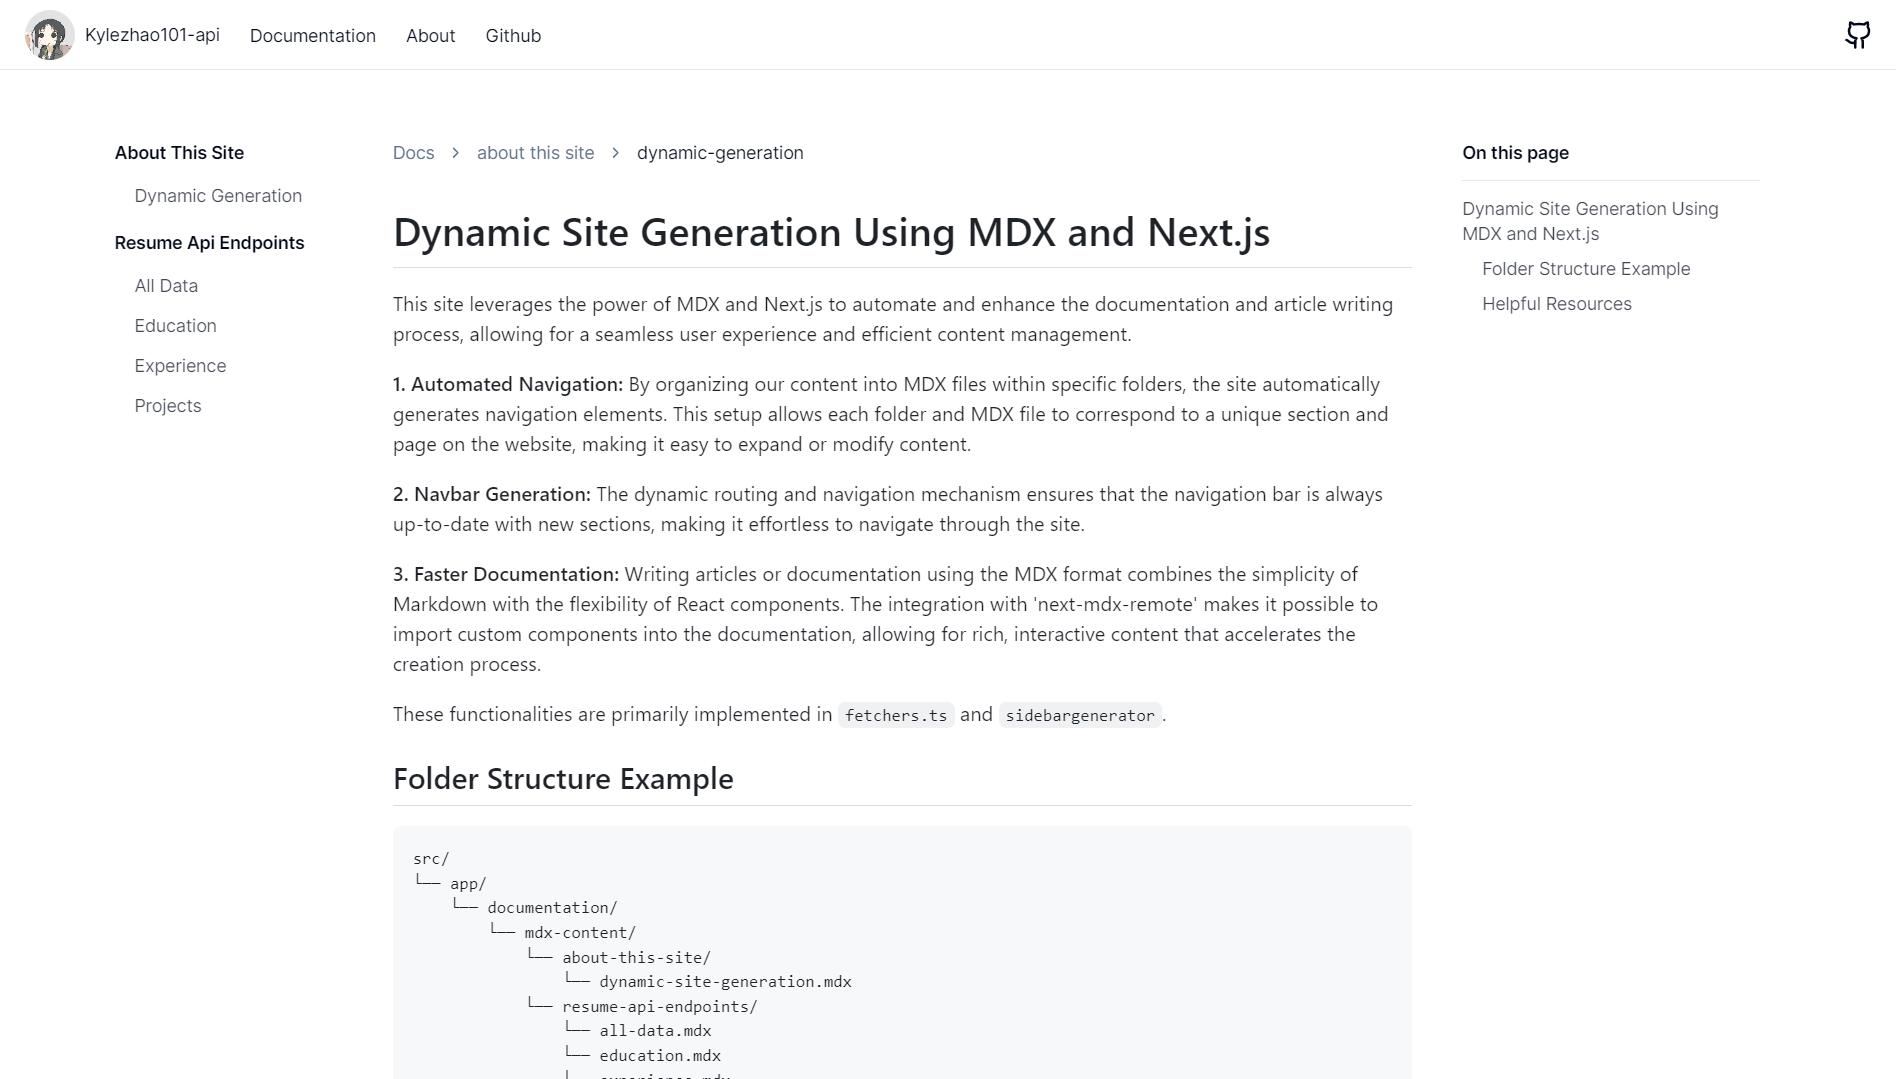 Kylezhao101-api
Documentation
About
Github
About This Site
Dynamic Generation
Resume Api Endpoints
All Data
Education
Experience
Projects
Docs > about this site > dynamic-generation
Dynamic Site Generation Using MDX and Next.js
This site leverages the power of MDX and Next.js to automate and enhance the documentation and article writing
process, allowing for a seamless user experience and efficient content management.
1. Automated Navigation: By organizing our content into MDX files within specific folders, the site automatically
generates navigation elements. This setup allows each folder and MDX file to correspond to a unique section and
page on the website, making it easy to expand or modify content.
2. Navbar Generation: The dynamic routing and navigation mechanism ensures that the navigation bar is always
up-to-date with new sections, making it effortless to navigate through the site.
3. Faster Documentation: Writing articles or documentation using the MDX format combines the simplicity of
Markdown with the flexibility of React components. The integration with 'next-mdx-remote' makes it possible to
import custom components into the documentation, allowing for rich, interactive content that accelerates the
creation process.
These functionalities are primarily implemented in fetchers.ts and sidebargenerator.
Folder Structure Example
src/
└── app/
    └── documentation/
        └── mdx-content/
            └── about-this-site/
                └── dynamic-site-generation.mdx
            └── resume-api-endpoints/
                └── all-data.mdx
                └── education.mdx
On this page
Dynamic Site Generation Using
MDX and Next.js
Folder Structure Example
Helpful Resources